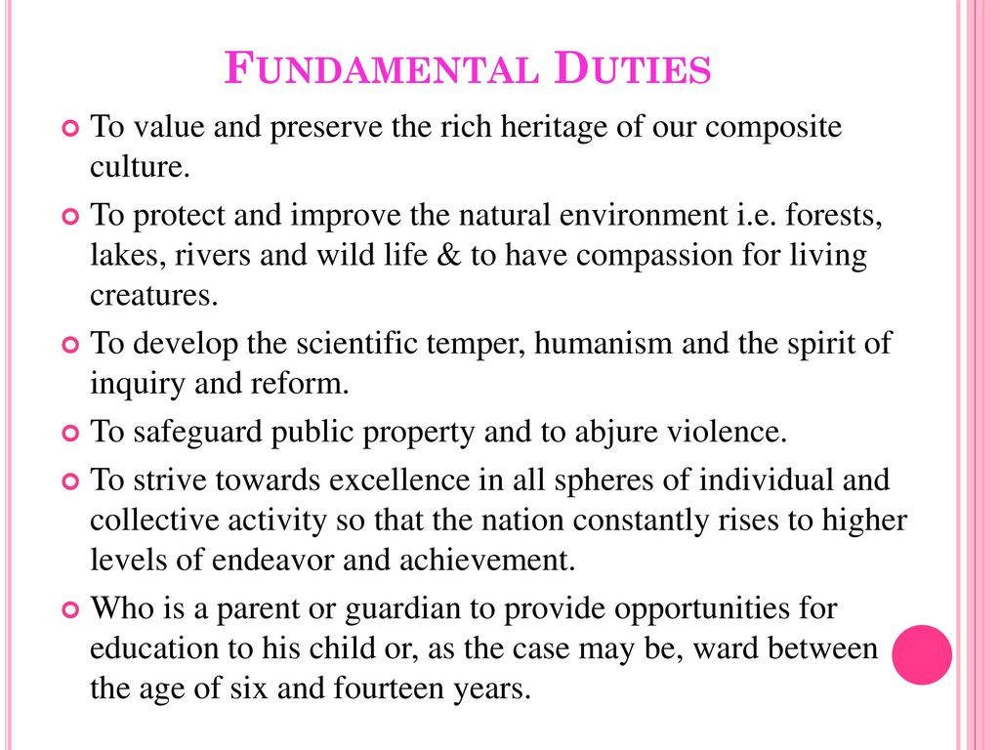 FUNDAMENTAL DUTIES
To value and preserve the rich heritage of our composite
culture.
To protect and improve the natural environment i.e. forests,
lakes, rivers and wild life & to have compassion for living
creatures.
To develop the scientific temper, humanism and the spirit of
inquiry and reform.
To safeguard public property and to abjure violence.
To strive towards excellence in all spheres of individual and
collective activity so that the nation constantly rises to higher
levels of endeavor and achievement.
Who is a parent or guardian to provide opportunities for
education to his child or, as the case may be, ward between
the age of six and fourteen years.